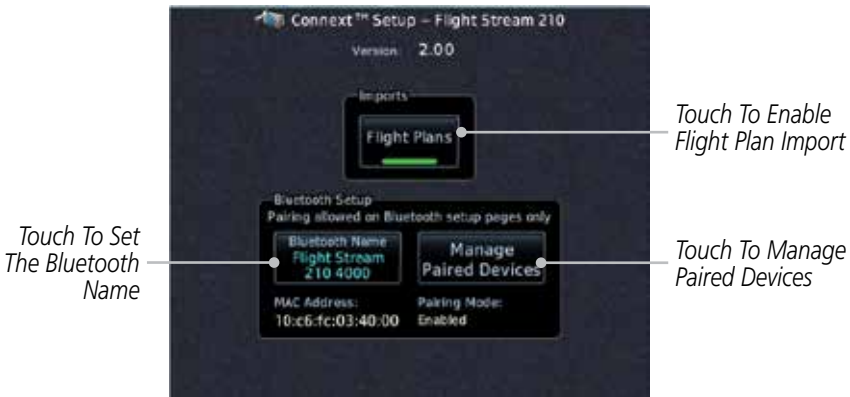 Connext™ Setup – Flight Stream 210
Version: 2.00
Imports
Flight Plans
Touch To Enable
Flight Plan Import
Bluetooth Setup
Pairing allowed on Bluetooth setup pages only
Touch To Set
The Bluetooth
Name
Bluetooth Name
Flight Stream
210 4000
Manage
Paired Devices
Touch To Manage
Paired Devices
MAC Address:
10:c6:fc:03:40:00
Pairing Mode:
Enabled